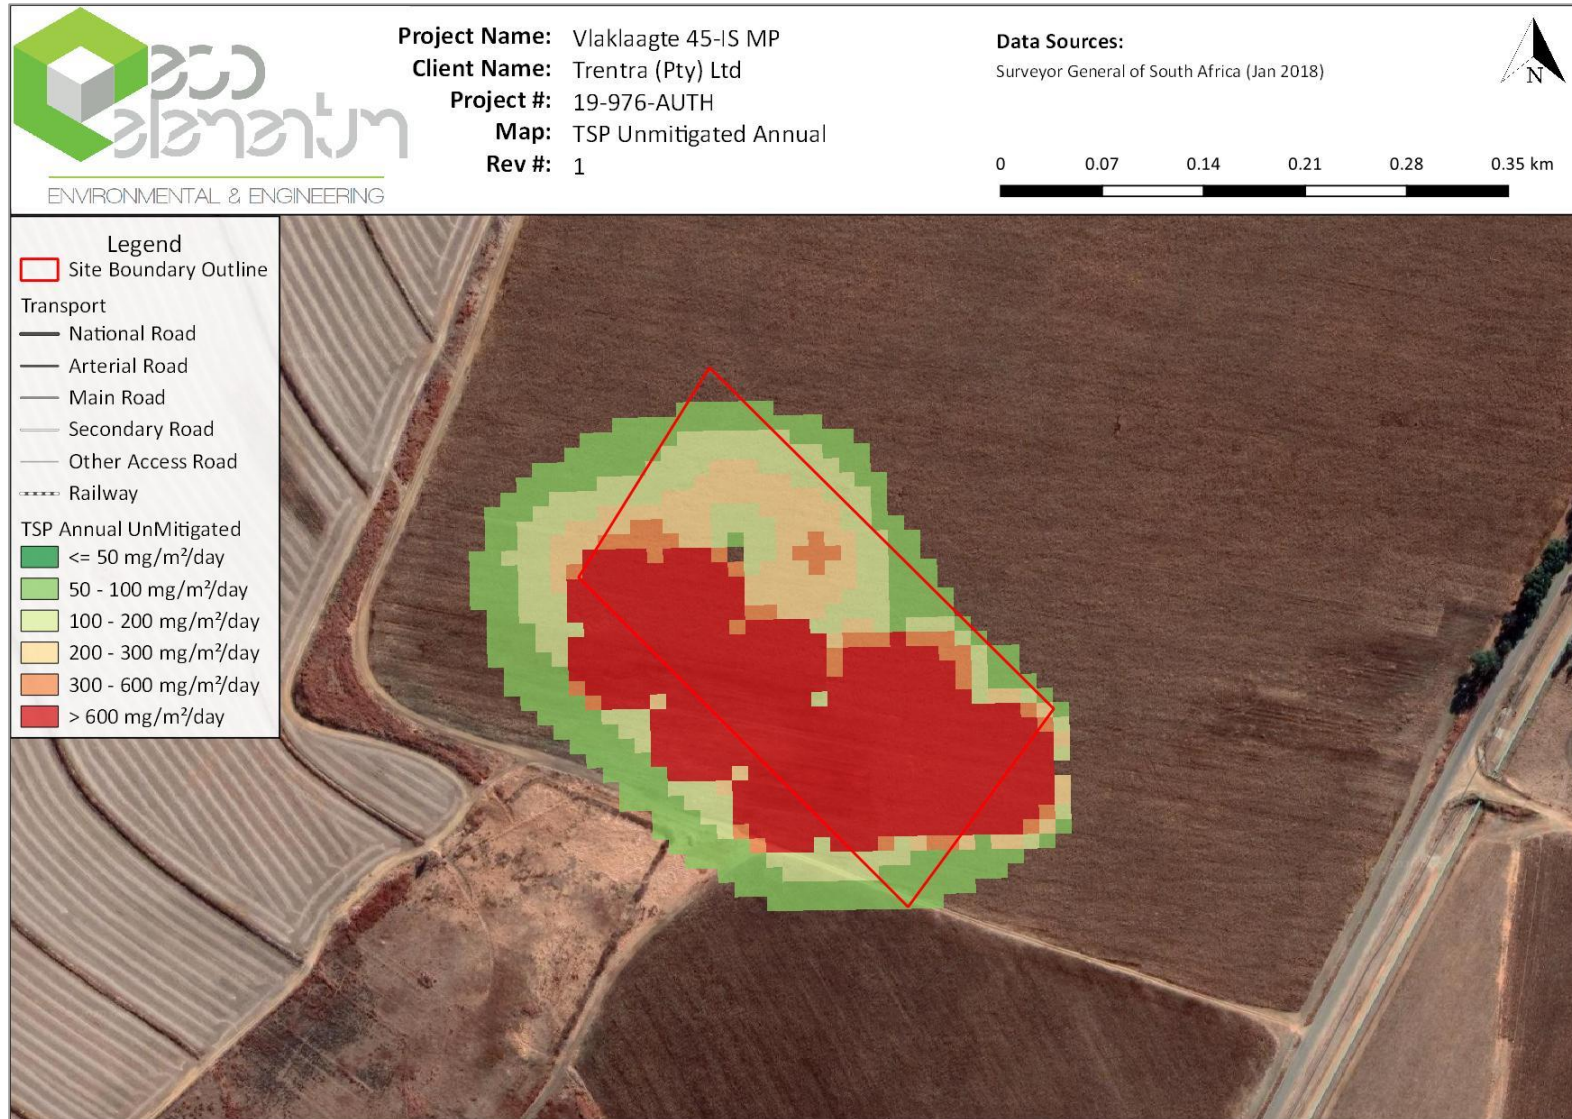 eco
elementum
ENVIRONMENTAL & ENGINEERING
Project Name: Vlaklaagte 45-IS MP
Client Name: Trentra (Pty) Ltd
Project #: 19-976-AUTH
Map: TSP Unmitigated Annual
Rev #: 1
Data Sources:
Surveyor General of South Africa (Jan 2018)
N
0 0.07 0.14 0.21 0.28 0.35 km
Legend
Site Boundary Outline
Transport
National Road
Arterial Road
Main Road
Secondary Road
Other Access Road
Railway
TSP Annual UnMitigated
<= 50 mg/m²/day
50 - 100 mg/m²/day
100 - 200 mg/m²/day
200 - 300 mg/m²/day
300 - 600 mg/m²/day
> 600 mg/m²/day